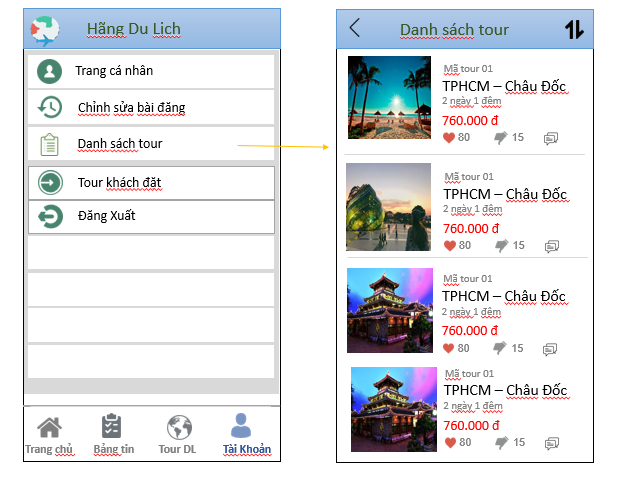 Hãng Du Lich
Trang cá nhân
Chỉnh sửa bài đăng
Danh sách tour
Tour khách đặt
Đăng Xuất
Trang chủ
Bảng tin
Tour DL
Tài Khoản
Danh sách tour
Mã tour 01
TPHCM – Châu Đốc
2 ngày 1 đêm
760.000 đ
80 15
Mã tour 01
TPHCM – Châu Đốc
2 ngày 1 đêm
760.000 đ
80 15
Mã tour 01
TPHCM – Châu Đốc
2 ngày 1 đêm
760.000 đ
80 15
Mã tour 01
TPHCM – Châu Đốc
2 ngày 1 đêm
760.000 đ
80 15